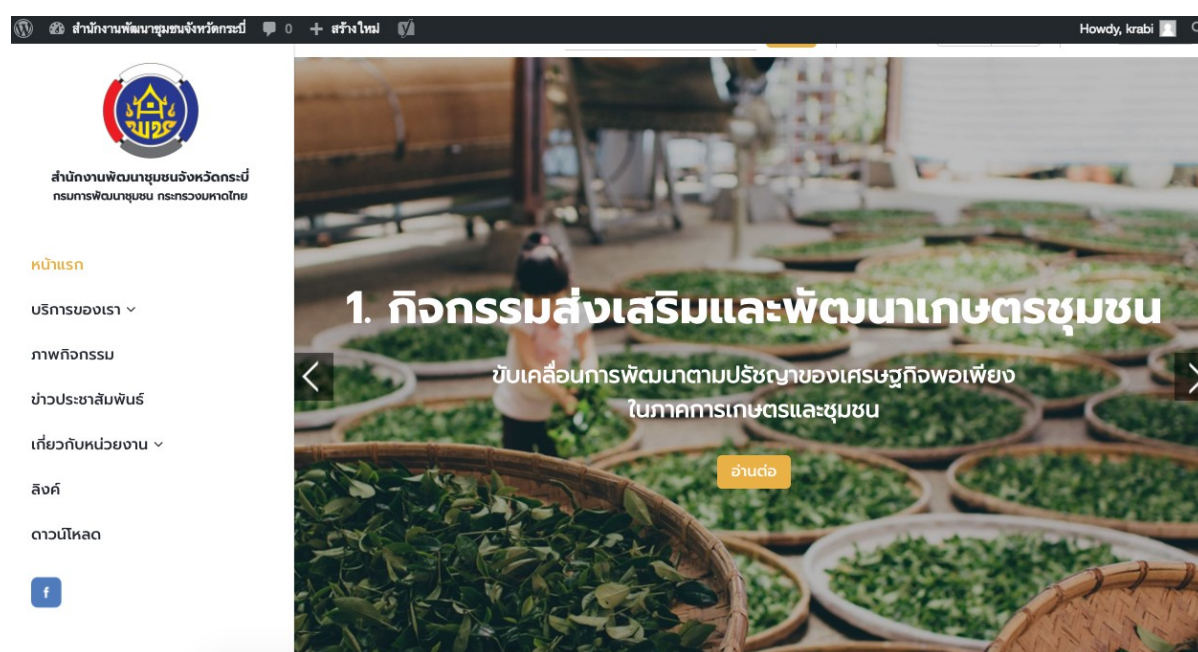 สำนักงานพัฒนาชุมชนจังหวัดกระบี่ 0 + สร้างใหม่ Howdy, krabi
พช
สำนักงานพัฒนาชุมชนจังหวัดกระบี่
กรมการพัฒนาชุมชน กระทรวงมหาดไทย
หน้าแรก
บริการของเรา
ภาพกิจกรรม
ข่าวประชาสัมพันธ์
เกี่ยวกับหน่วยงาน
ลิงค์
ดาวน์โหลด
f
1. กิจกรรมส่งเสริมและพัฒนาเกษตรชุมชน
ขับเคลื่อนการพัฒนาตามปรัชญาของเศรษฐกิจพอเพียง
ในภาคการเกษตรและชุมชน
อ่านต่อ